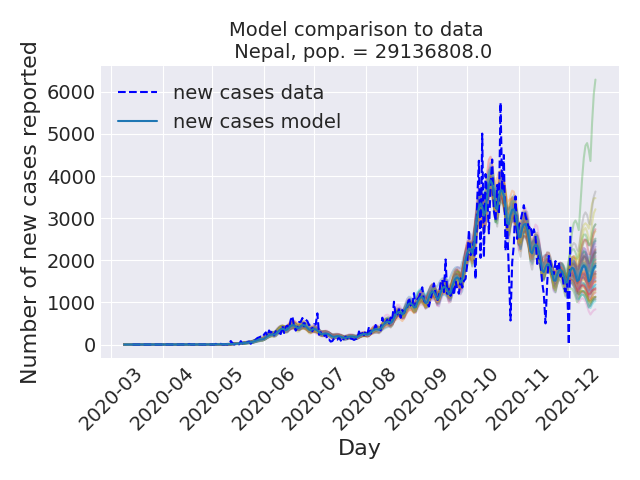 Model comparison to data
Nepal, pop. = 29136808.0
Number of new cases reported
6000
5000
4000
3000
2000
1000
0
new cases data
new cases model
2020-03
2020-04
2020-05
2020-06
2020-07
2020-08
2020-09
2020-10
2020-11
2020-12
Day